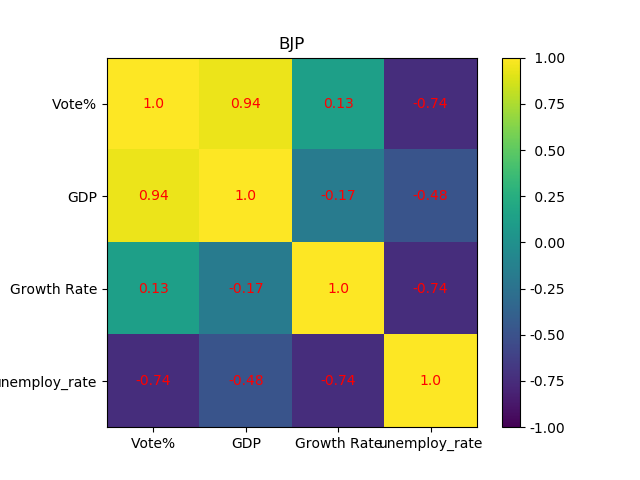 BJP
Vote% 1.0 0.94 0.13 -0.74
GDP 0.94 1.0 -0.17 -0.48
Growth Rate 0.13 -0.17 1.0 -0.74
unemploy_rate -0.74 -0.48 -0.74 1.0
Vote% GDP Growth Rate unemploy_rate
1.00
0.75
0.50
0.25
0.00
-0.25
-0.50
-0.75
-1.00